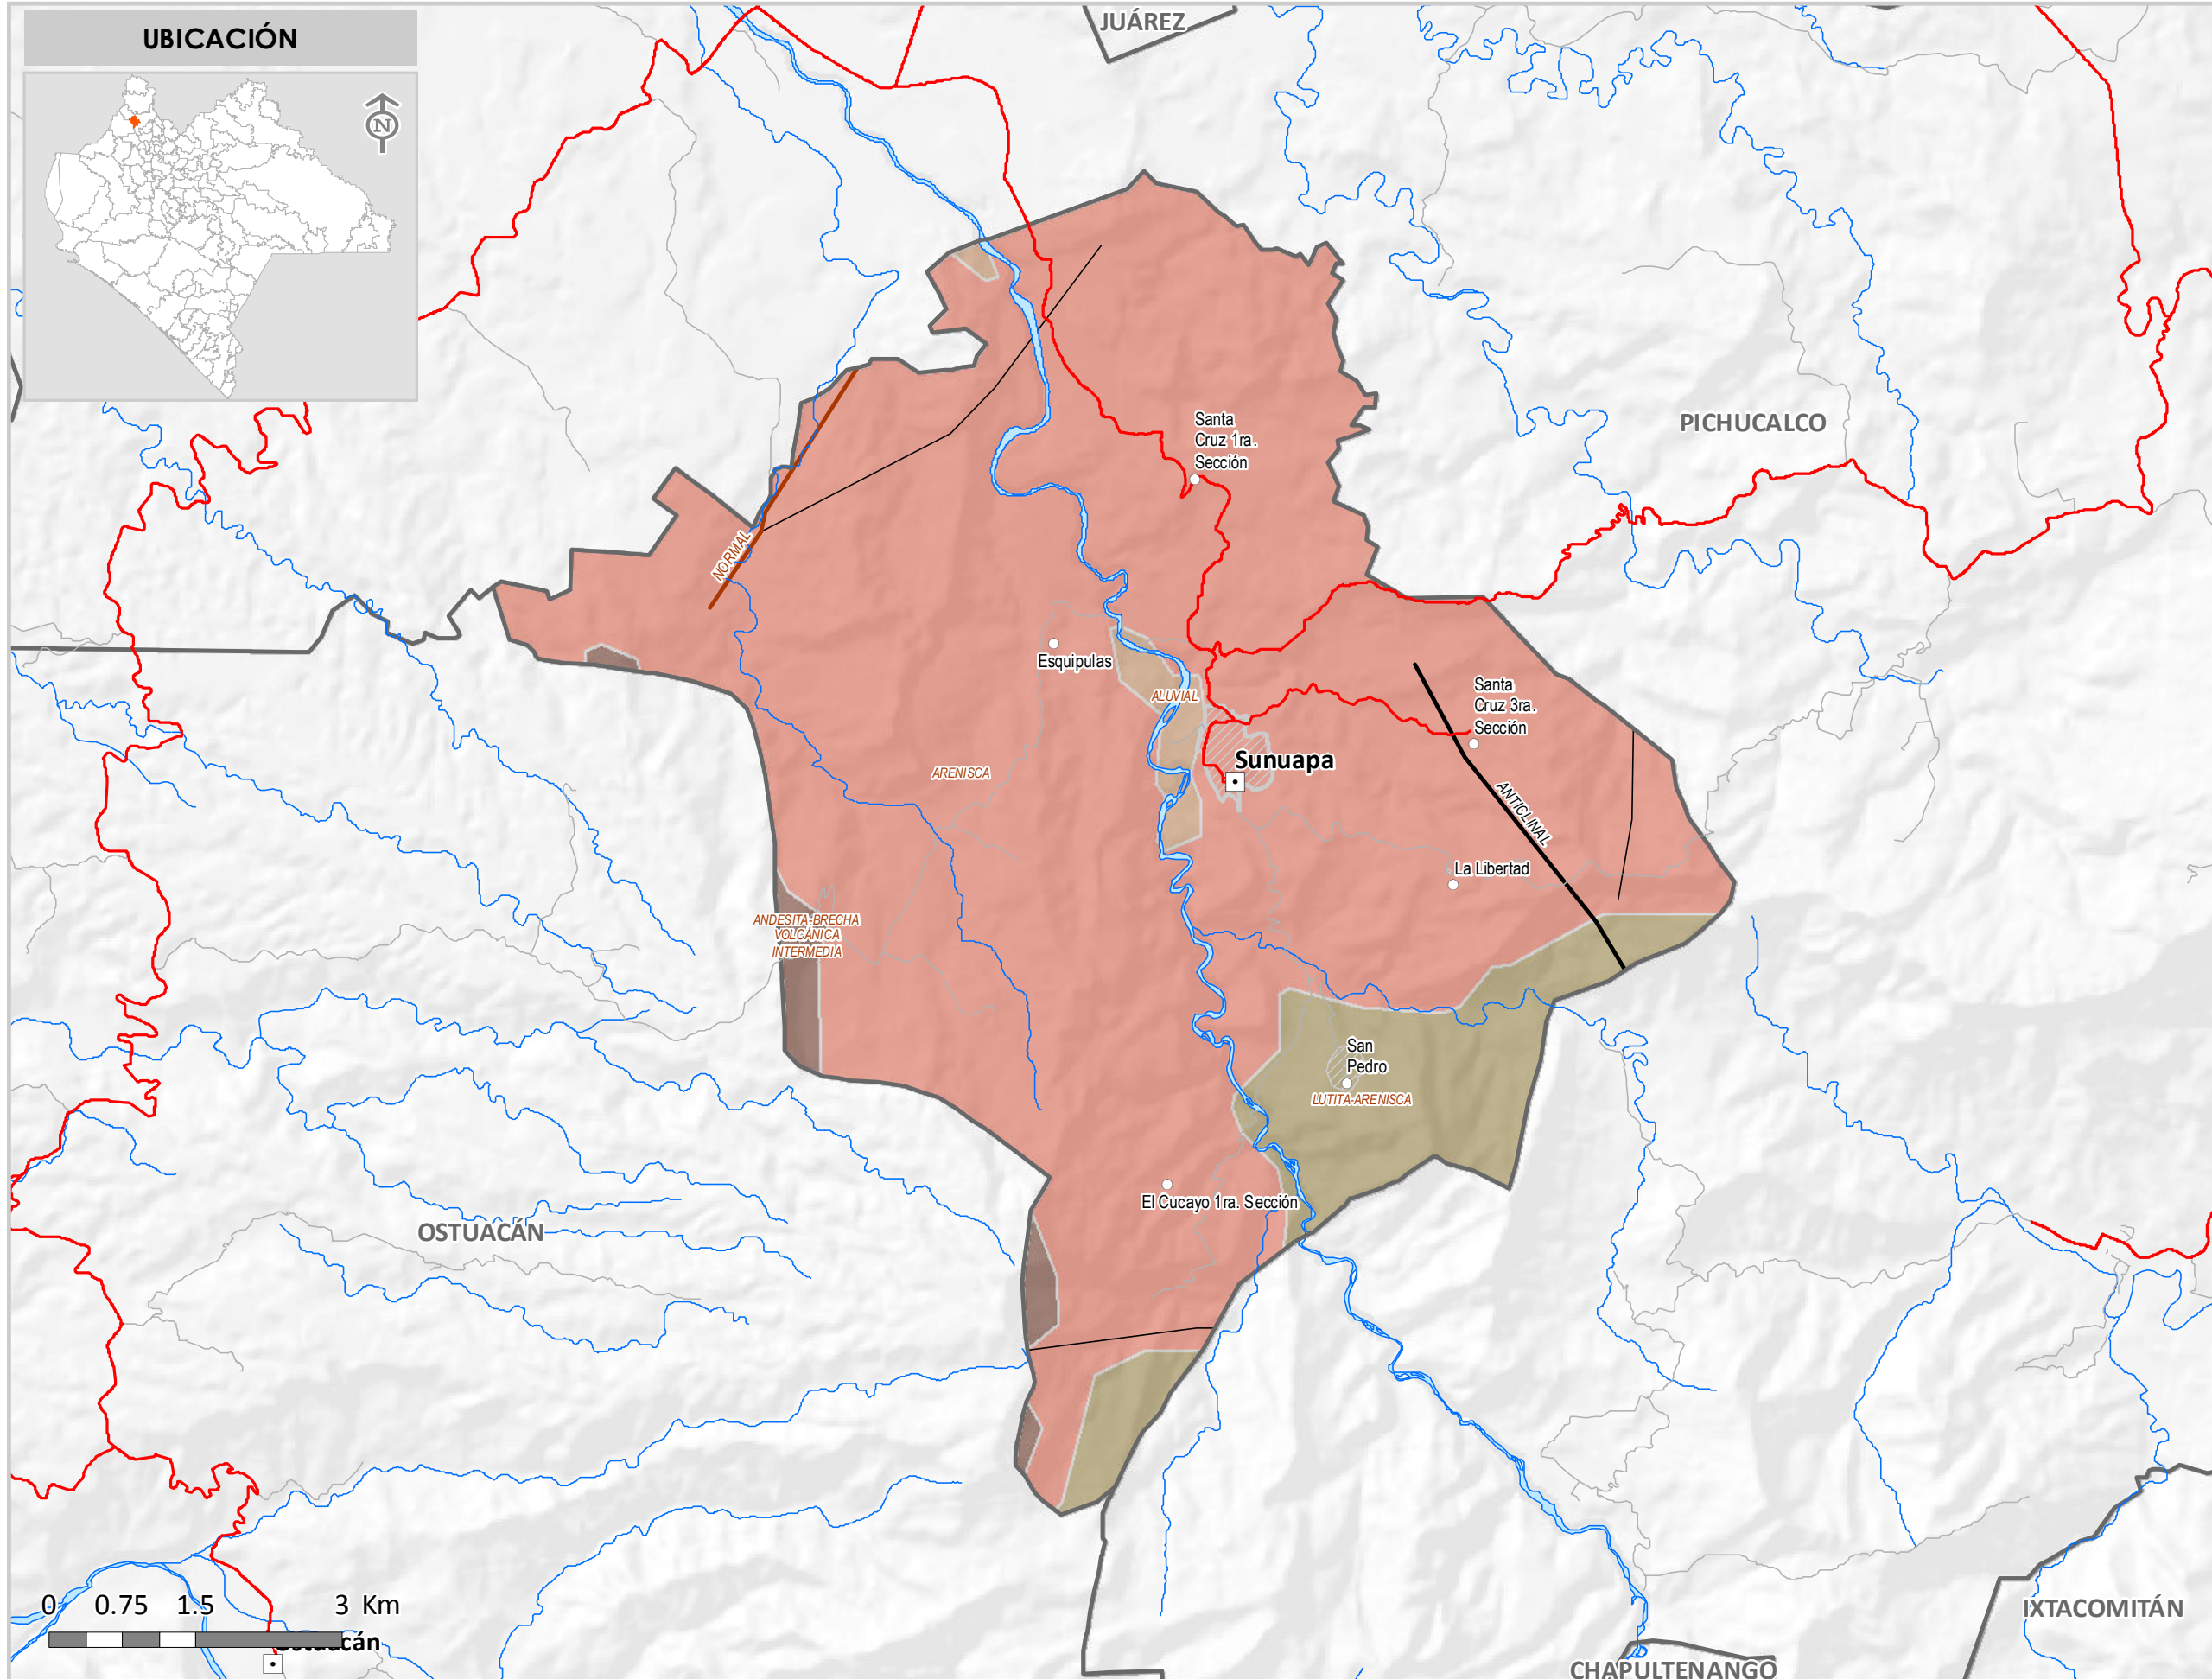 UBICACIÓN
N
JUÁREZ
PICHUCALCO
Santa
Cruz 1ra.
Sección
NORMAL
Esquipulas
ALUVIAL
Santa
Cruz 3ra.
Sección
Sunuapa
ARENISCA
ANTICLINAL
La Libertad
ANDESITA-BRECHA
VOLCÁNICA
INTERMEDIA
San
Pedro
LUTITA-ARENISCA
El Cucayo 1ra. Sección
OSTUACÁN
0 0.75 1.5 3 Km
Ostuacán
IXTACOMITÁN
CHAPULTENANGO